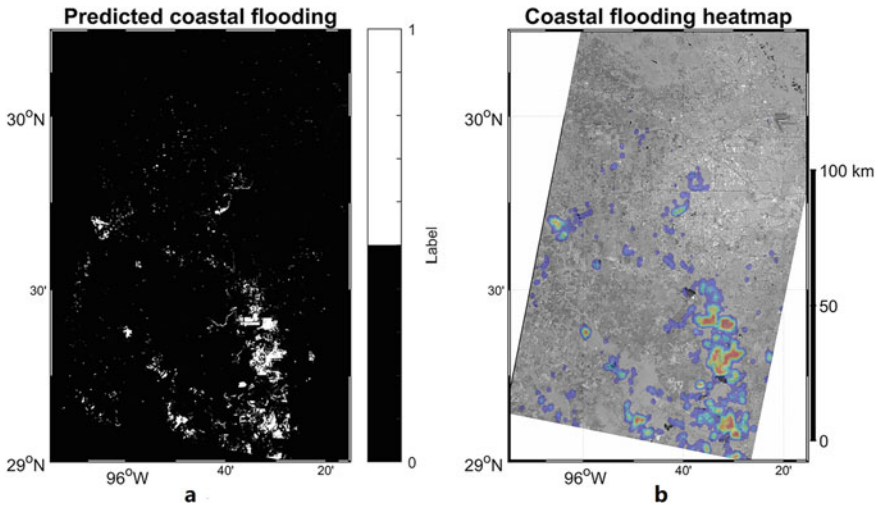 Predicted coastal flooding
30°N
30'
29°N
96°W
40'
20'
1
Label
0
a
Coastal flooding heatmap
30°N
30'
29°N
96°W
40'
20'
100 km
50
0
b